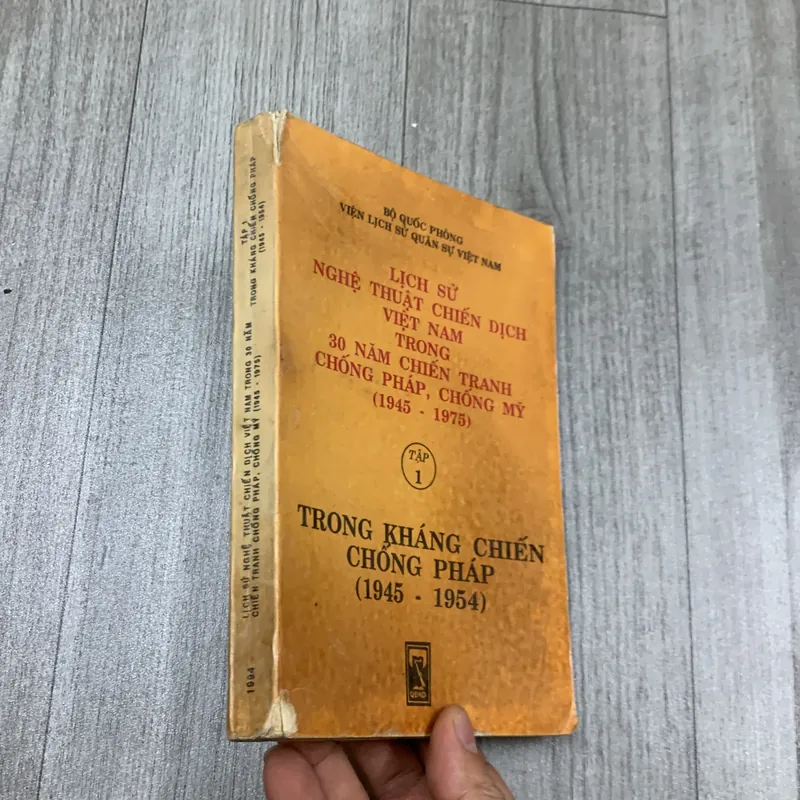 BỘ QUỐC PHÒNG
VIỆN LỊCH SỬ QUÂN SỰ VIỆT NAM
LỊCH SỬ
NGHỆ THUẬT CHIẾN DỊCH
VIỆT NAM
TRONG
30 NĂM CHIẾN TRANH
CHỐNG PHÁP, CHỐNG MỸ
(1945 - 1975)
TẬP
1
TRONG KHÁNG CHIẾN
CHỐNG PHÁP
(1945 - 1954)
QĐND
TẬP 1
TRONG KHÁNG CHIẾN CHỐNG PHÁP
(1945 - 1954)
LỊCH SỬ NGHỆ THUẬT CHIẾN DỊCH VIỆT NAM TRONG 30 NĂM
CHIẾN TRANH CHỐNG PHÁP, CHỐNG MỸ (1945 - 1975)
1994